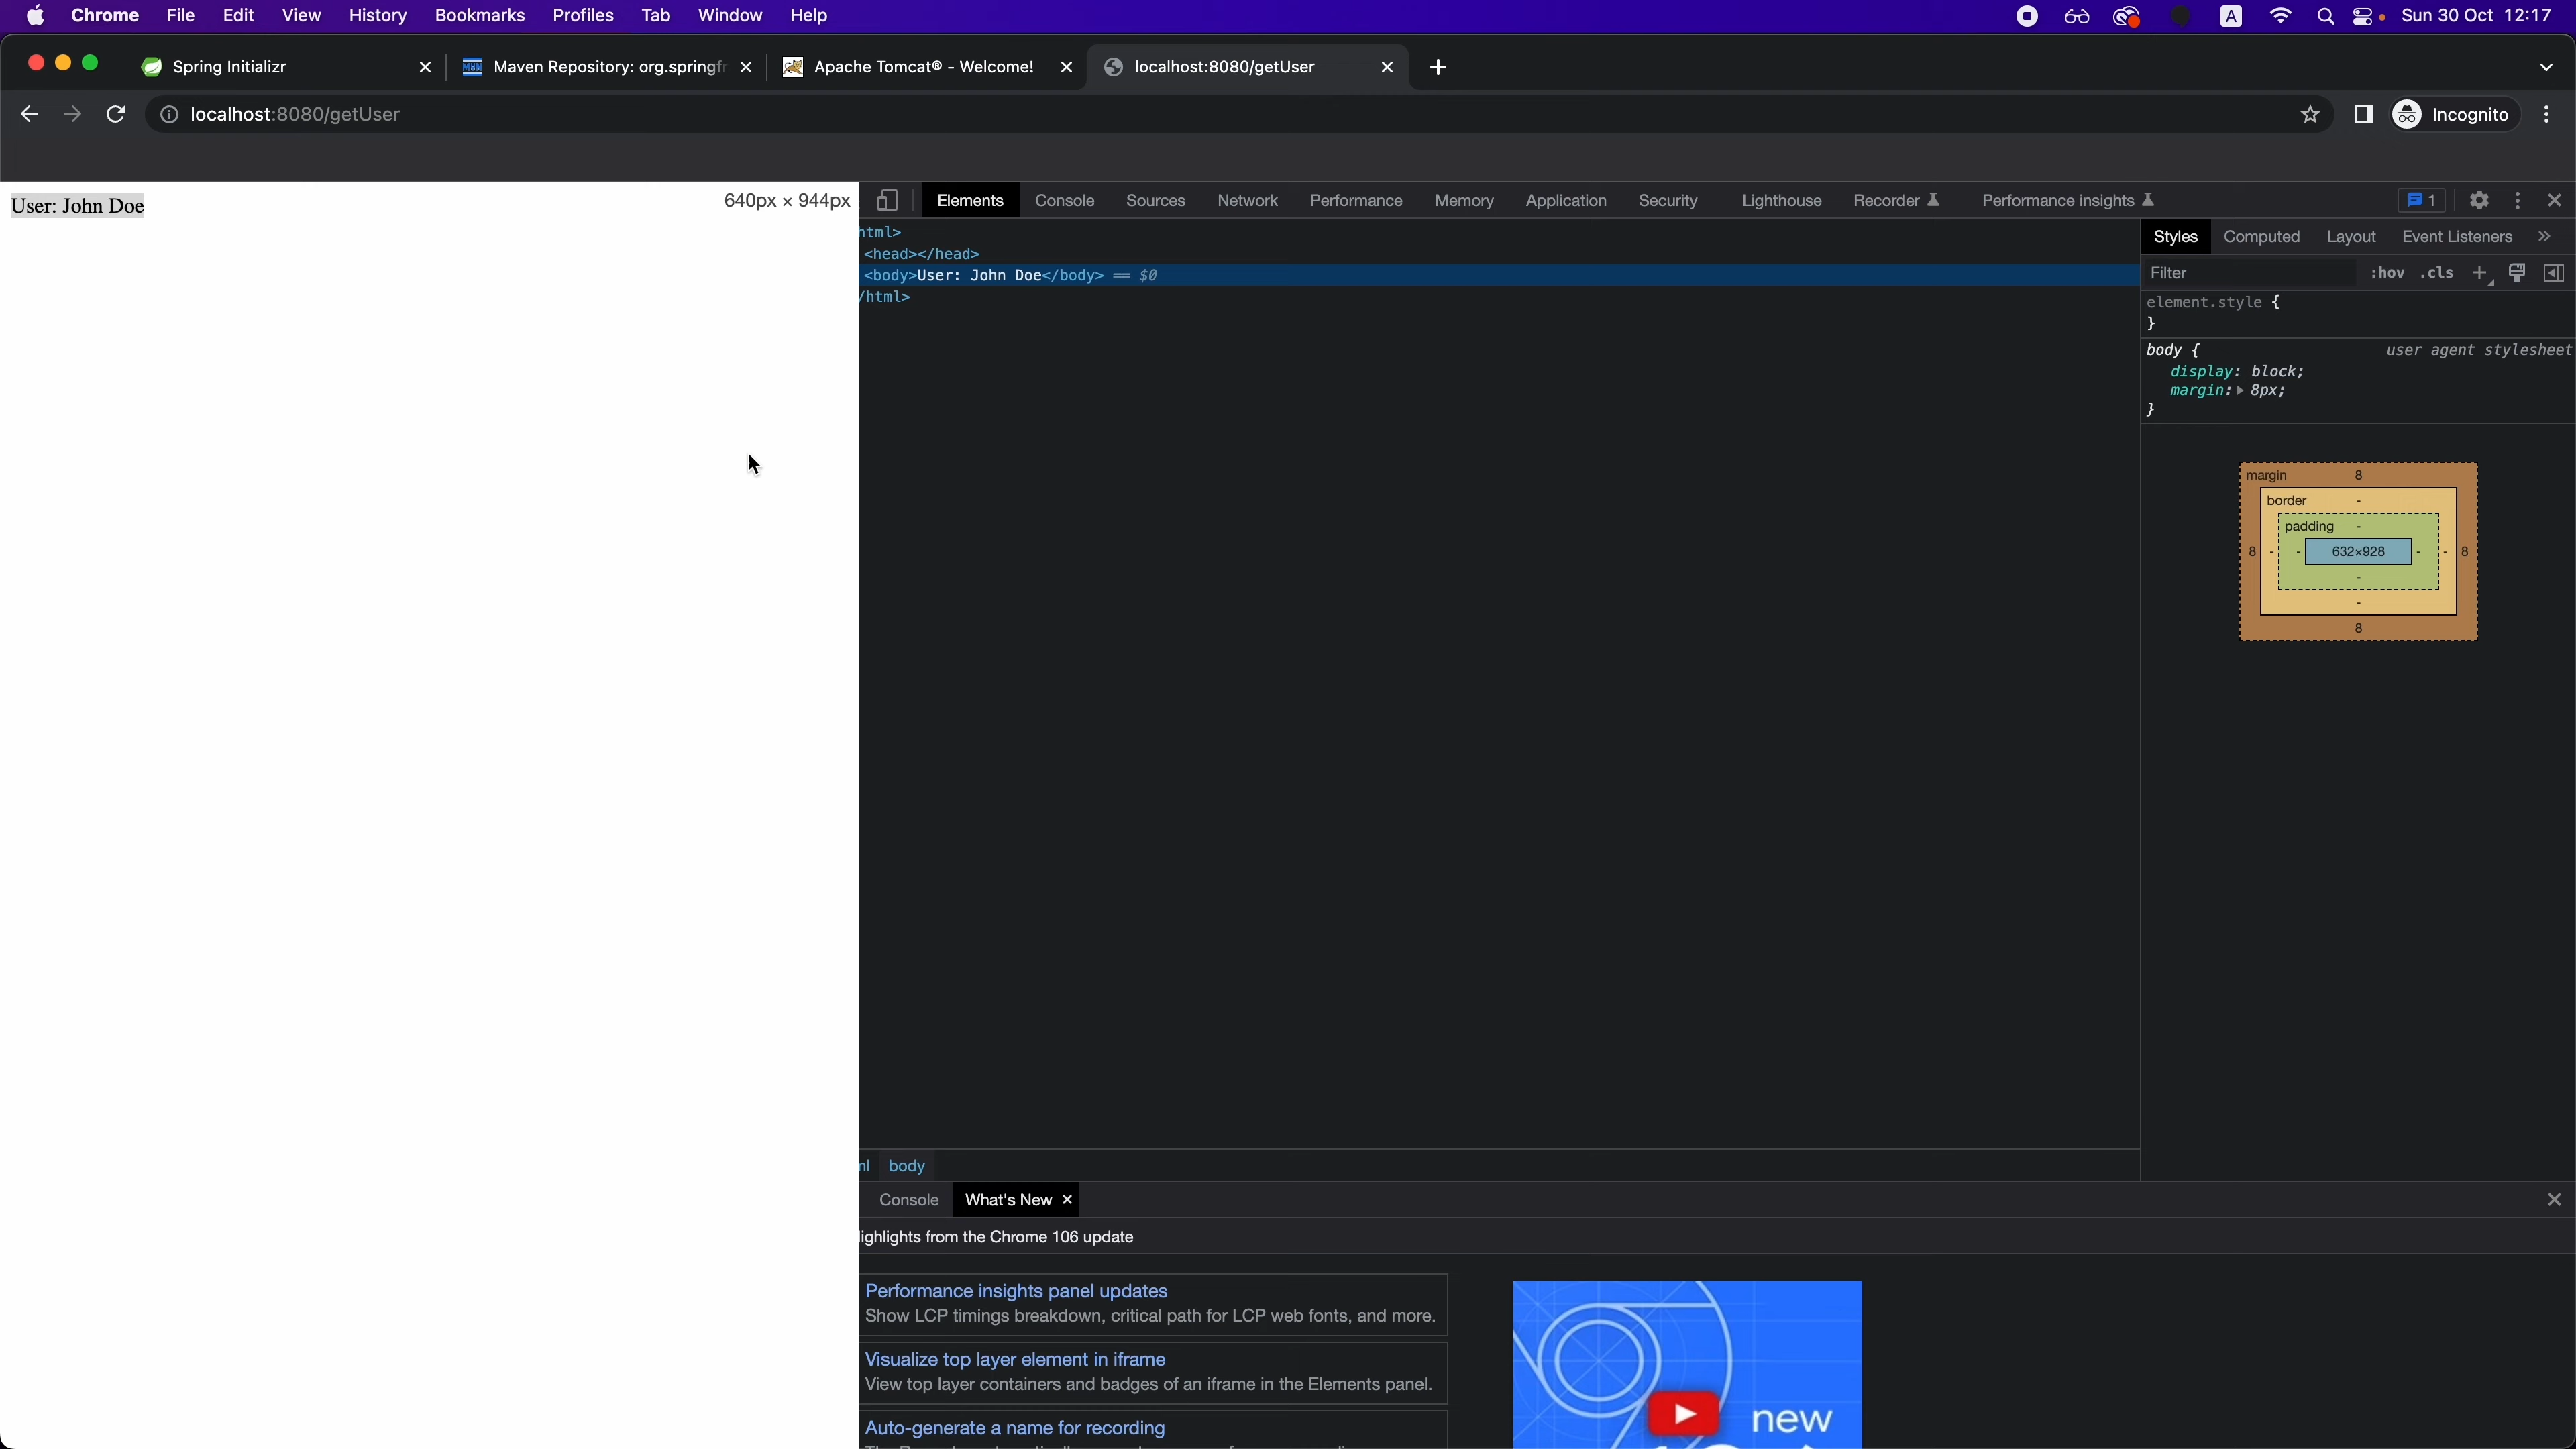 Chrome File Edit View History Bookmarks Profiles Tab Window Help A Sun 30 Oct 12:17
Spring Initializr Maven Repository: org.springfr Apache Tomcat® - Welcome! localhost:8080/getUser
localhost:8080/getUser Incognito
User: John Doe 640px × 944px
Elements Console Sources Network Performance Memory Application Security Lighthouse Recorder Performance insights 1
html>
<head></head>
<body>User: John Doe</body> == $0
/html>
Styles Computed Layout Event Listeners »
Filter :hov .cls
element.style {
}
body { user agent stylesheet
display: block;
margin: 8px;
}
margin 8
border -
padding -
8 - - 632×928 - - 8
-
-
8
ml body
Console What's New
ighlights from the Chrome 106 update
Performance insights panel updates
Show LCP timings breakdown, critical path for LCP web fonts, and more.
Visualize top layer element in iframe
View top layer containers and badges of an iframe in the Elements panel.
Auto-generate a name for recording
new